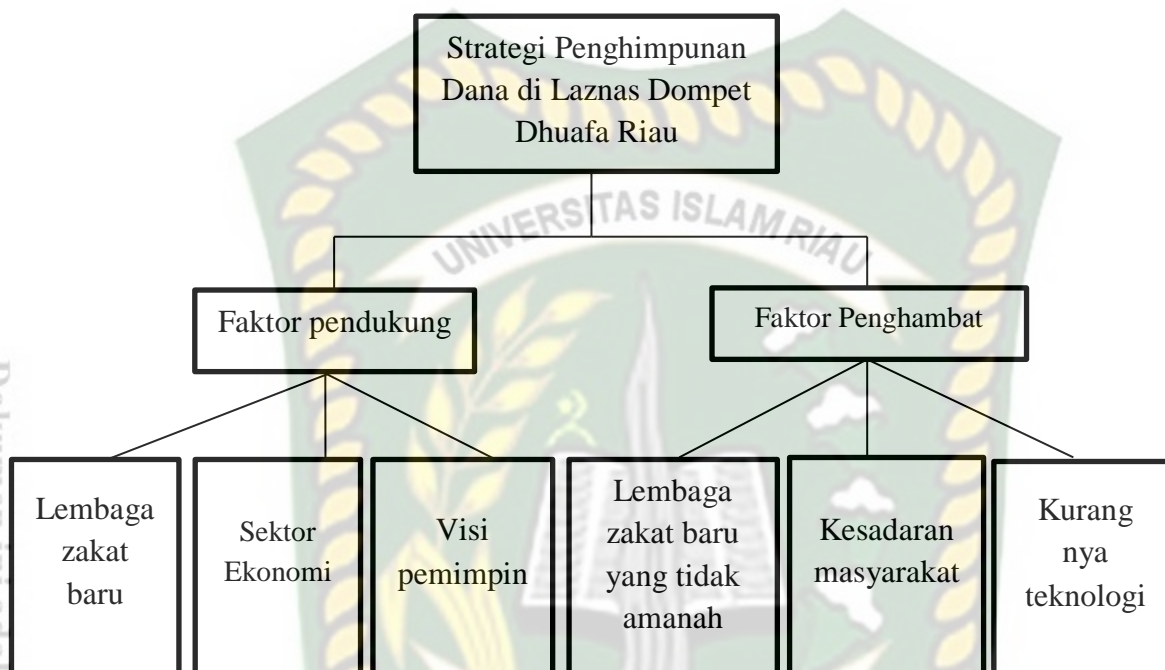 Strategi Penghimpunan
Dana di Laznas Dompet
Dhuafa Riau
UNIVERSITAS ISLAM RIAU
Faktor pendukung
Faktor Penghambat
Lembaga
zakat
baru
Sektor
Ekonomi
Visi
pemimpin
Lembaga
zakat baru
yang tidak
amanah
Kesadaran
masyarakat
Kurang
nya
teknologi